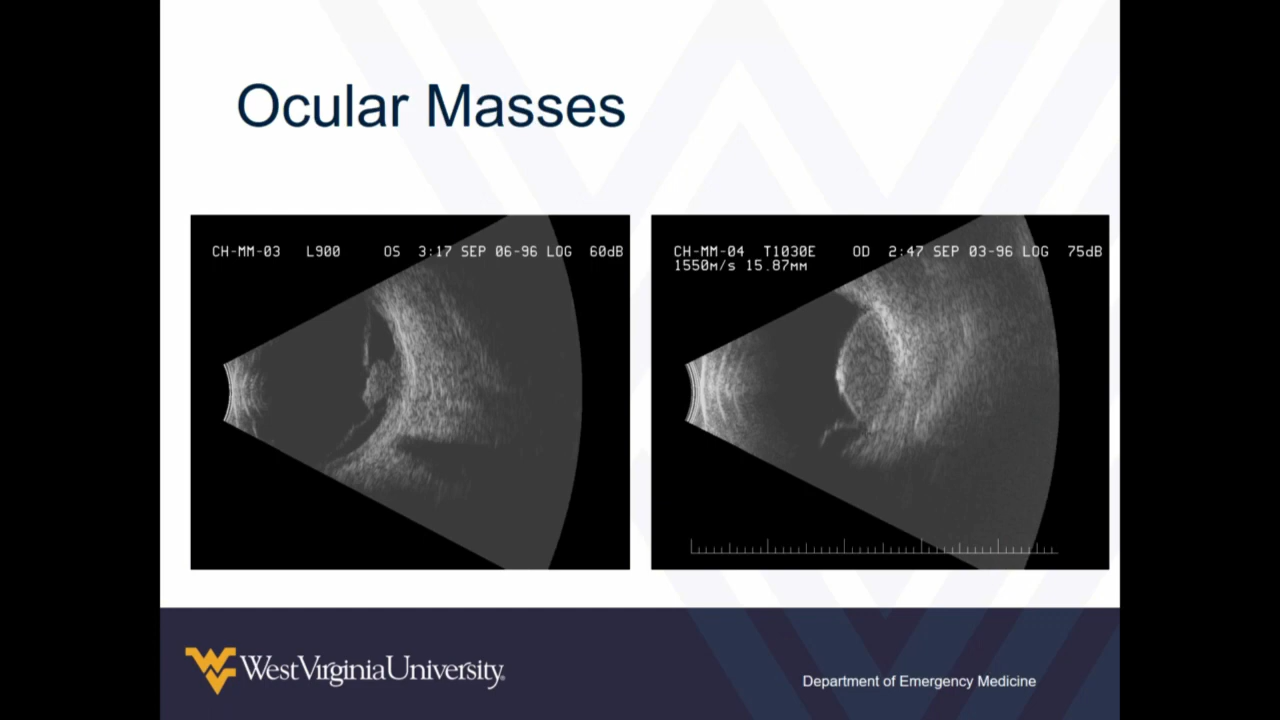 Ocular Masses
CH-MM-03 L900 OS 3:17 SEP 06-96 LOG 60dB
CH-MM-04 T1030E OD 2:47 SEP 03-96 LOG 75dB
1550M/s 15.87MM
WestVirginiaUniversity®
Department of Emergency Medicine